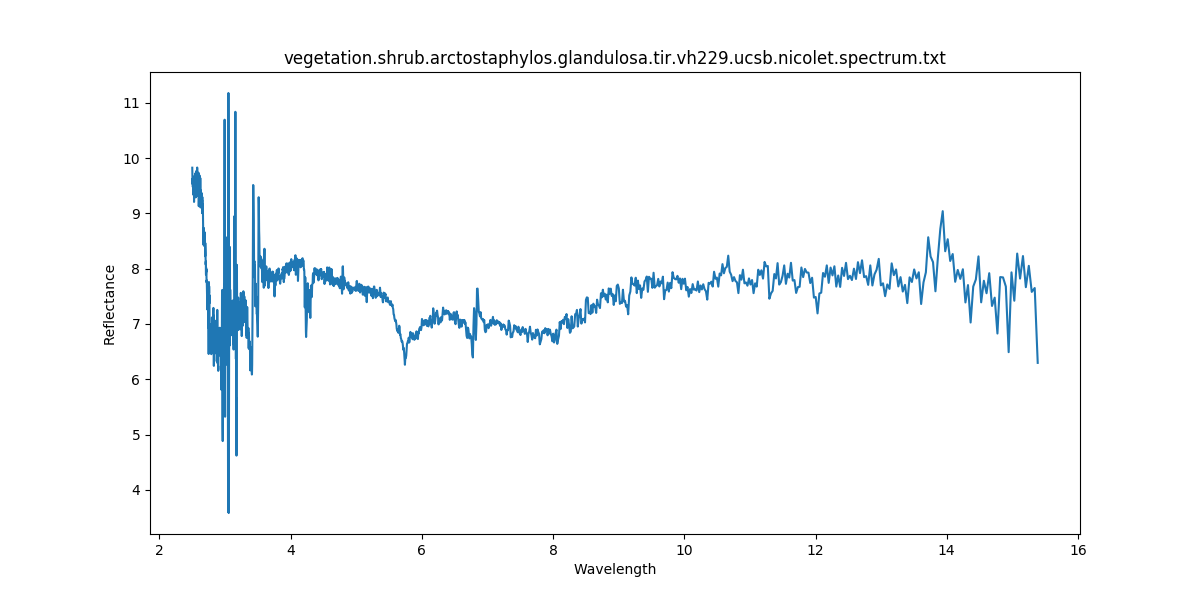 vegetation.shrub.arctostaphylos.glandulosa.tir.vh229.ucsb.nicolet.spectrum.txt
11
10
9
8
7
6
5
4
Reflectance
2 4 6 8 10 12 14 16
Wavelength